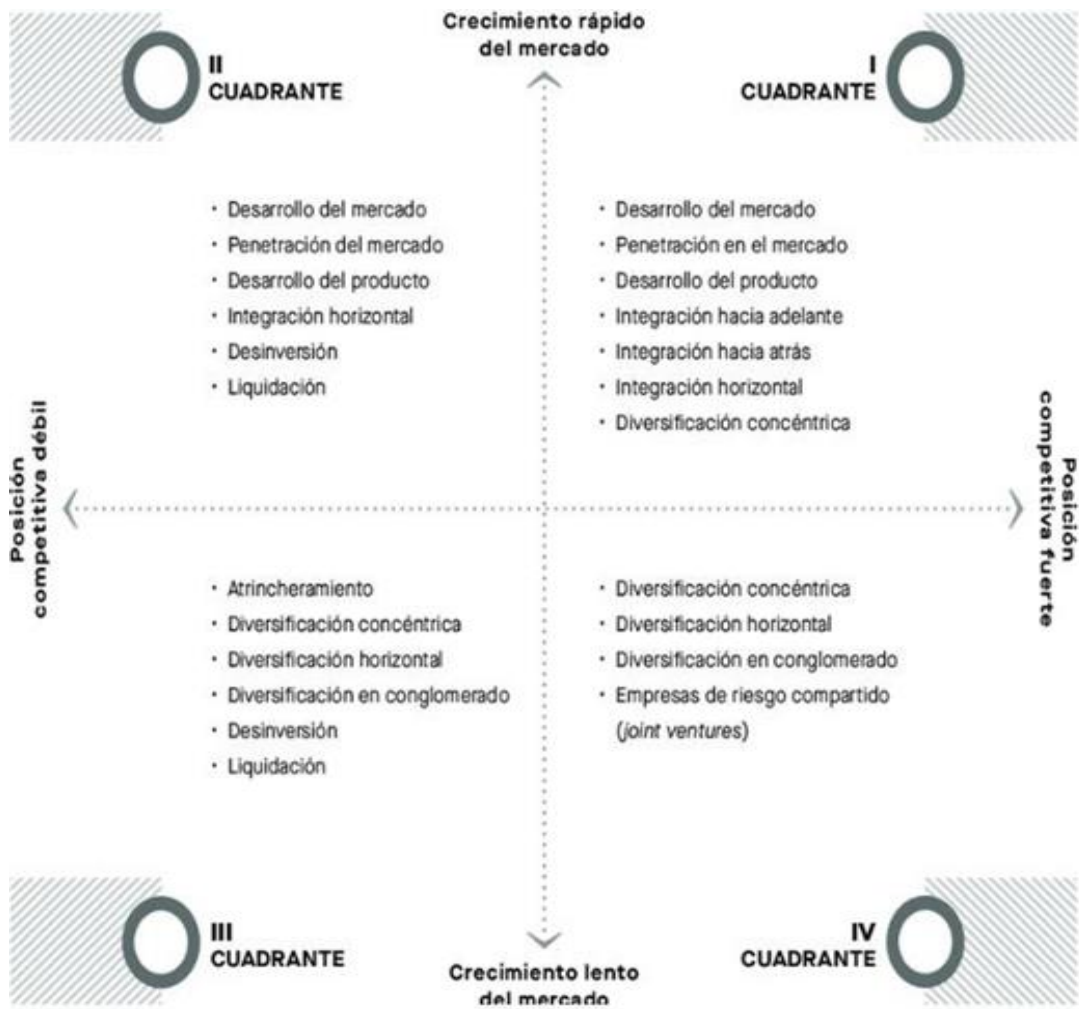 Crecimiento rápido
del mercado
II
CUADRANTE
I
CUADRANTE
· Desarrollo del mercado
· Penetración del mercado
· Desarrollo del producto
· Integración horizontal
· Desinversión
· Liquidación
· Desarrollo del mercado
· Penetración en el mercado
· Desarrollo del producto
· Integración hacia adelante
· Integración hacia atrás
· Integración horizontal
· Diversificación concéntrica
Posición
competitiva débil
Posición
competitiva fuerte
· Atrincheramiento
· Diversificación concéntrica
· Diversificación horizontal
· Diversificación en conglomerado
· Desinversión
· Liquidación
· Diversificación concéntrica
· Diversificación horizontal
· Diversificación en conglomerado
· Empresas de riesgo compartido
(joint ventures)
III
CUADRANTE
IV
CUADRANTE
Crecimiento lento
del mercado